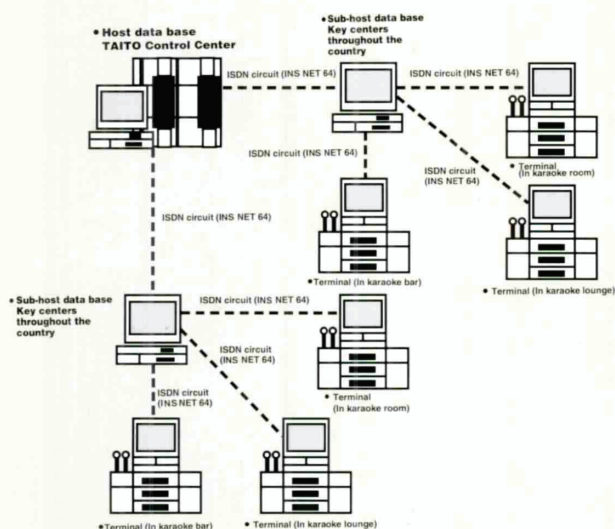 • Host data base
TAITO Control Center
• Sub-host data base
Key centers
throughout the
country
ISDN circuit (INS NET 64)
ISDN circuit (INS NET 64)
ISDN circuit (INS NET 64)
ISDN circuit
(INS NET 64)
• Terminal
(In karaoke room)
ISDN circuit (INS NET 64)
• Terminal (In karaoke bar)
• Terminal (In karaoke lounge)
• Sub-host data base
Key centers
throughout the
country
ISDN circuit (INS NET 64)
ISDN circuit
(INS NET 64)
ISDN circuit
(INS NET 64)
• Terminal
(In karaoke room)
• Terminal (In karaoke bar)
• Terminal (In karaoke lounge)